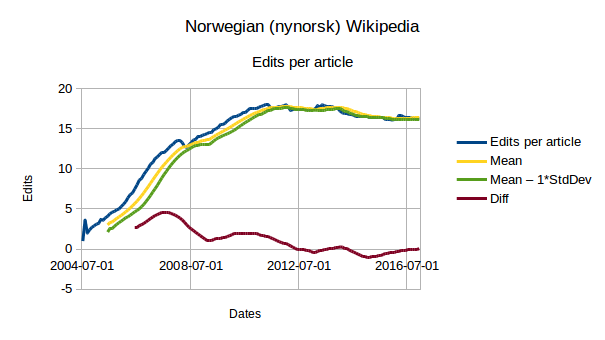 Norwegian (nynorsk) Wikipedia
Edits per article
20
15
10
5
0
-5
Edits
2004-07-01 2008-07-01 2012-07-01 2016-07-01
Dates
Edits per article
Mean
Mean – 1*StdDev
Diff